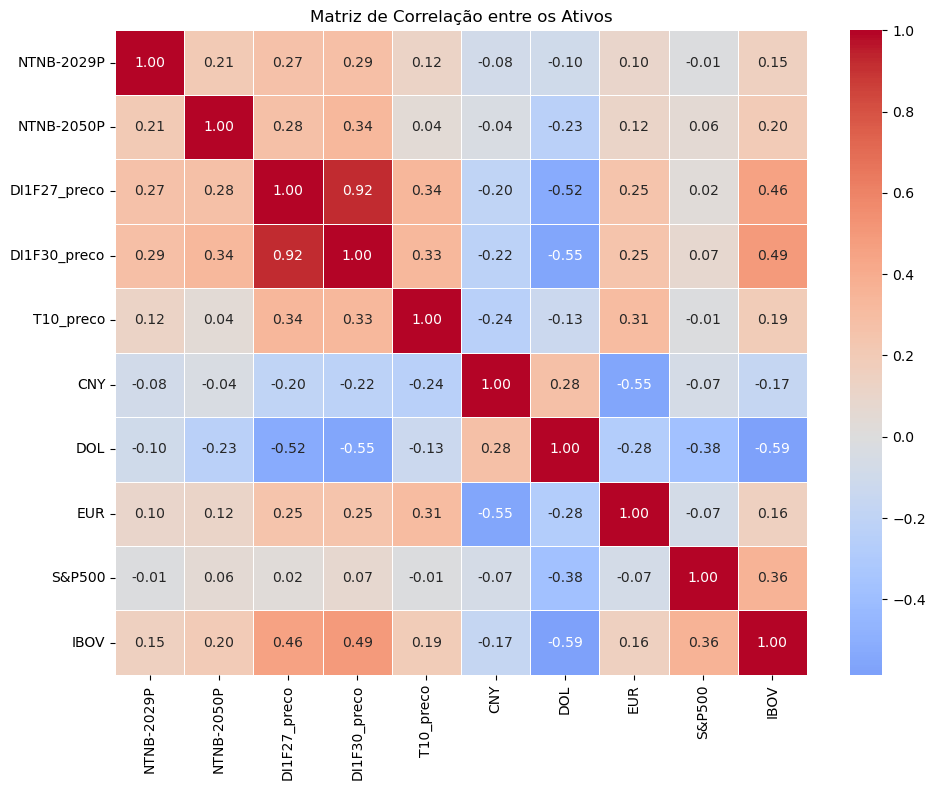 Matriz de Correlação entre os Ativos
NTNB-2029P 1.00 0.21 0.27 0.29 0.12 -0.08 -0.10 0.10 -0.01 0.15
NTNB-2050P 0.21 1.00 0.28 0.34 0.04 -0.04 -0.23 0.12 0.06 0.20
DI1F27_preco 0.27 0.28 1.00 0.92 0.34 -0.20 -0.52 0.25 0.02 0.46
DI1F30_preco 0.29 0.34 0.92 1.00 0.33 -0.22 -0.55 0.25 0.07 0.49
T10_preco 0.12 0.04 0.34 0.33 1.00 -0.24 -0.13 0.31 -0.01 0.19
CNY -0.08 -0.04 -0.20 -0.22 -0.24 1.00 0.28 -0.55 -0.07 -0.17
DOL -0.10 -0.23 -0.52 -0.55 -0.13 0.28 1.00 -0.28 -0.38 -0.59
EUR 0.10 0.12 0.25 0.25 0.31 -0.55 -0.28 1.00 -0.07 0.16
S&P500 -0.01 0.06 0.02 0.07 -0.01 -0.07 -0.38 -0.07 1.00 0.36
IBOV 0.15 0.20 0.46 0.49 0.19 -0.17 -0.59 0.16 0.36 1.00
NTNB-2029P NTNB-2050P DI1F27_preco DI1F30_preco T10_preco CNY DOL EUR S&P500 IBOV
1.0
0.8
0.6
0.4
0.2
0.0
−0.2
−0.4